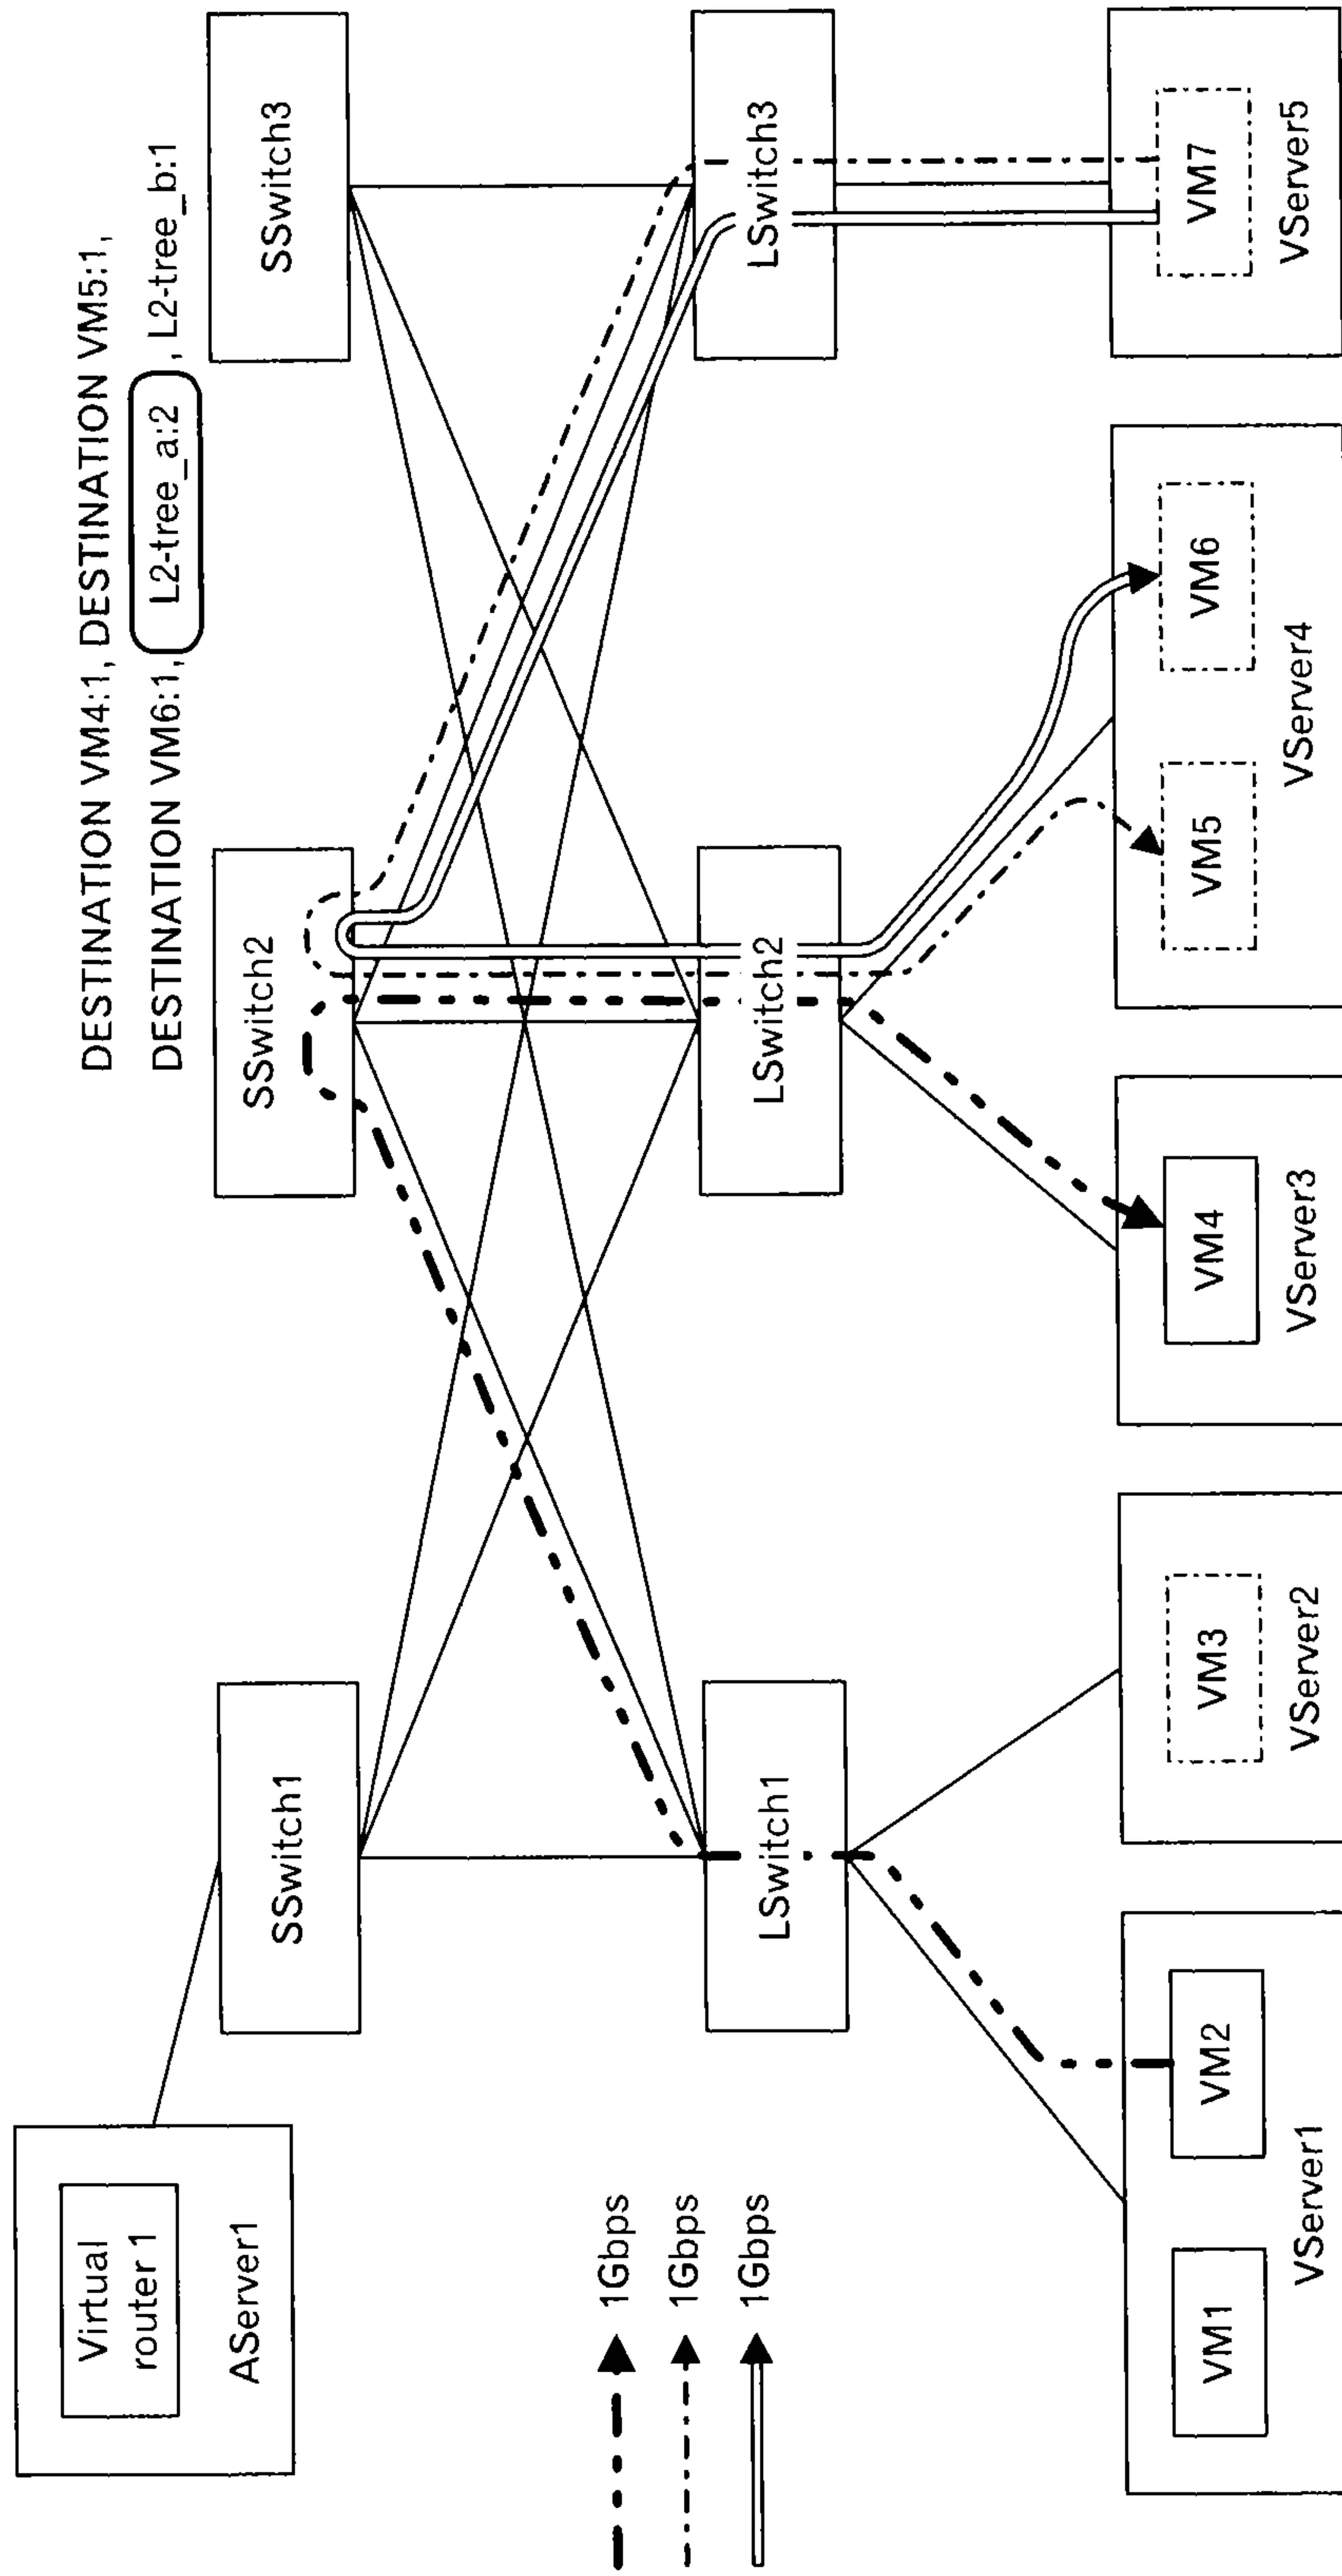 DESTINATION VM4:1, DESTINATION VM5:1,
DESTINATION VM6:1, L2-tree_a:2, L2-tree_b:1
Virtual
router 1
AServer1
SSwitch1
SSwitch2
SSwitch3
1Gbps
1Gbps
1Gbps
LSwitch1
LSwitch2
LSwitch3
VM1
VM2
VServer1
VM3
VServer2
VM4
VServer3
VM5
VM6
VServer4
VM7
VServer5